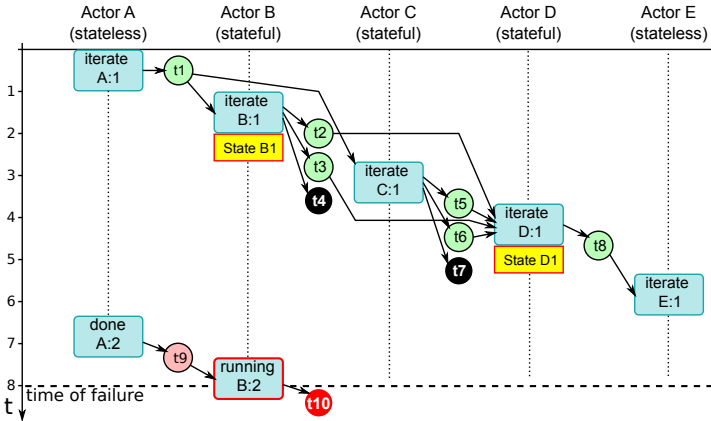 Actor A Actor B Actor C Actor D Actor E
(stateless) (stateful) (stateful) (stateful) (stateless)
iterate
A:1
t1
1
iterate
B:1
t2
2
State B1
t3
3
iterate
C:1
t4
t5
4
iterate
D:1
t6
t8
5
State D1
t7
iterate
E:1
6
done
A:2
7
t9
running
B:2
8
time of failure
t10
t